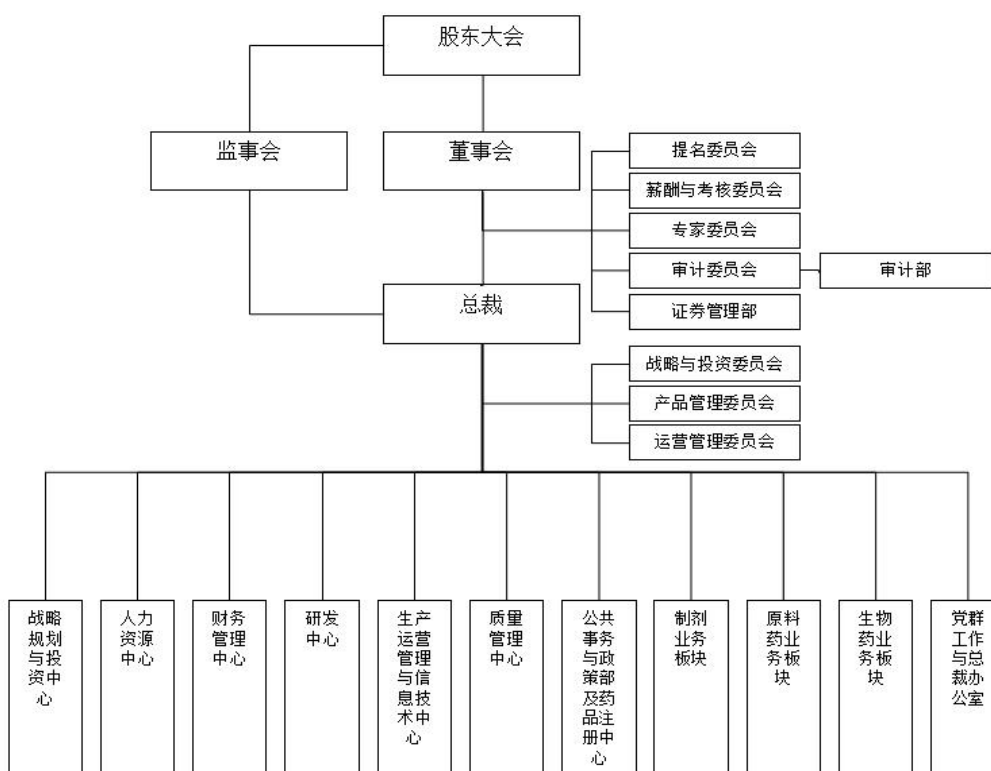 股东大会
监事会
董事会
提名委员会
薪酬与考核委员会
专家委员会
审计委员会
审计部
证券管理部
总裁
战略与投资委员会
产品管理委员会
运营管理委员会
战略
规划
与投
资中
心
人力
资源
中心
财务
管理
中心
研发
中心
生产
运营
管理
与信
息技
术中
心
质量
管理
中心
公共
事务
与政
策部
及药
品注
册中
心
制剂
业务
板块
原料
药业
务板
块
生物
药业
务板
块
党群
工作
与总
裁办
公室